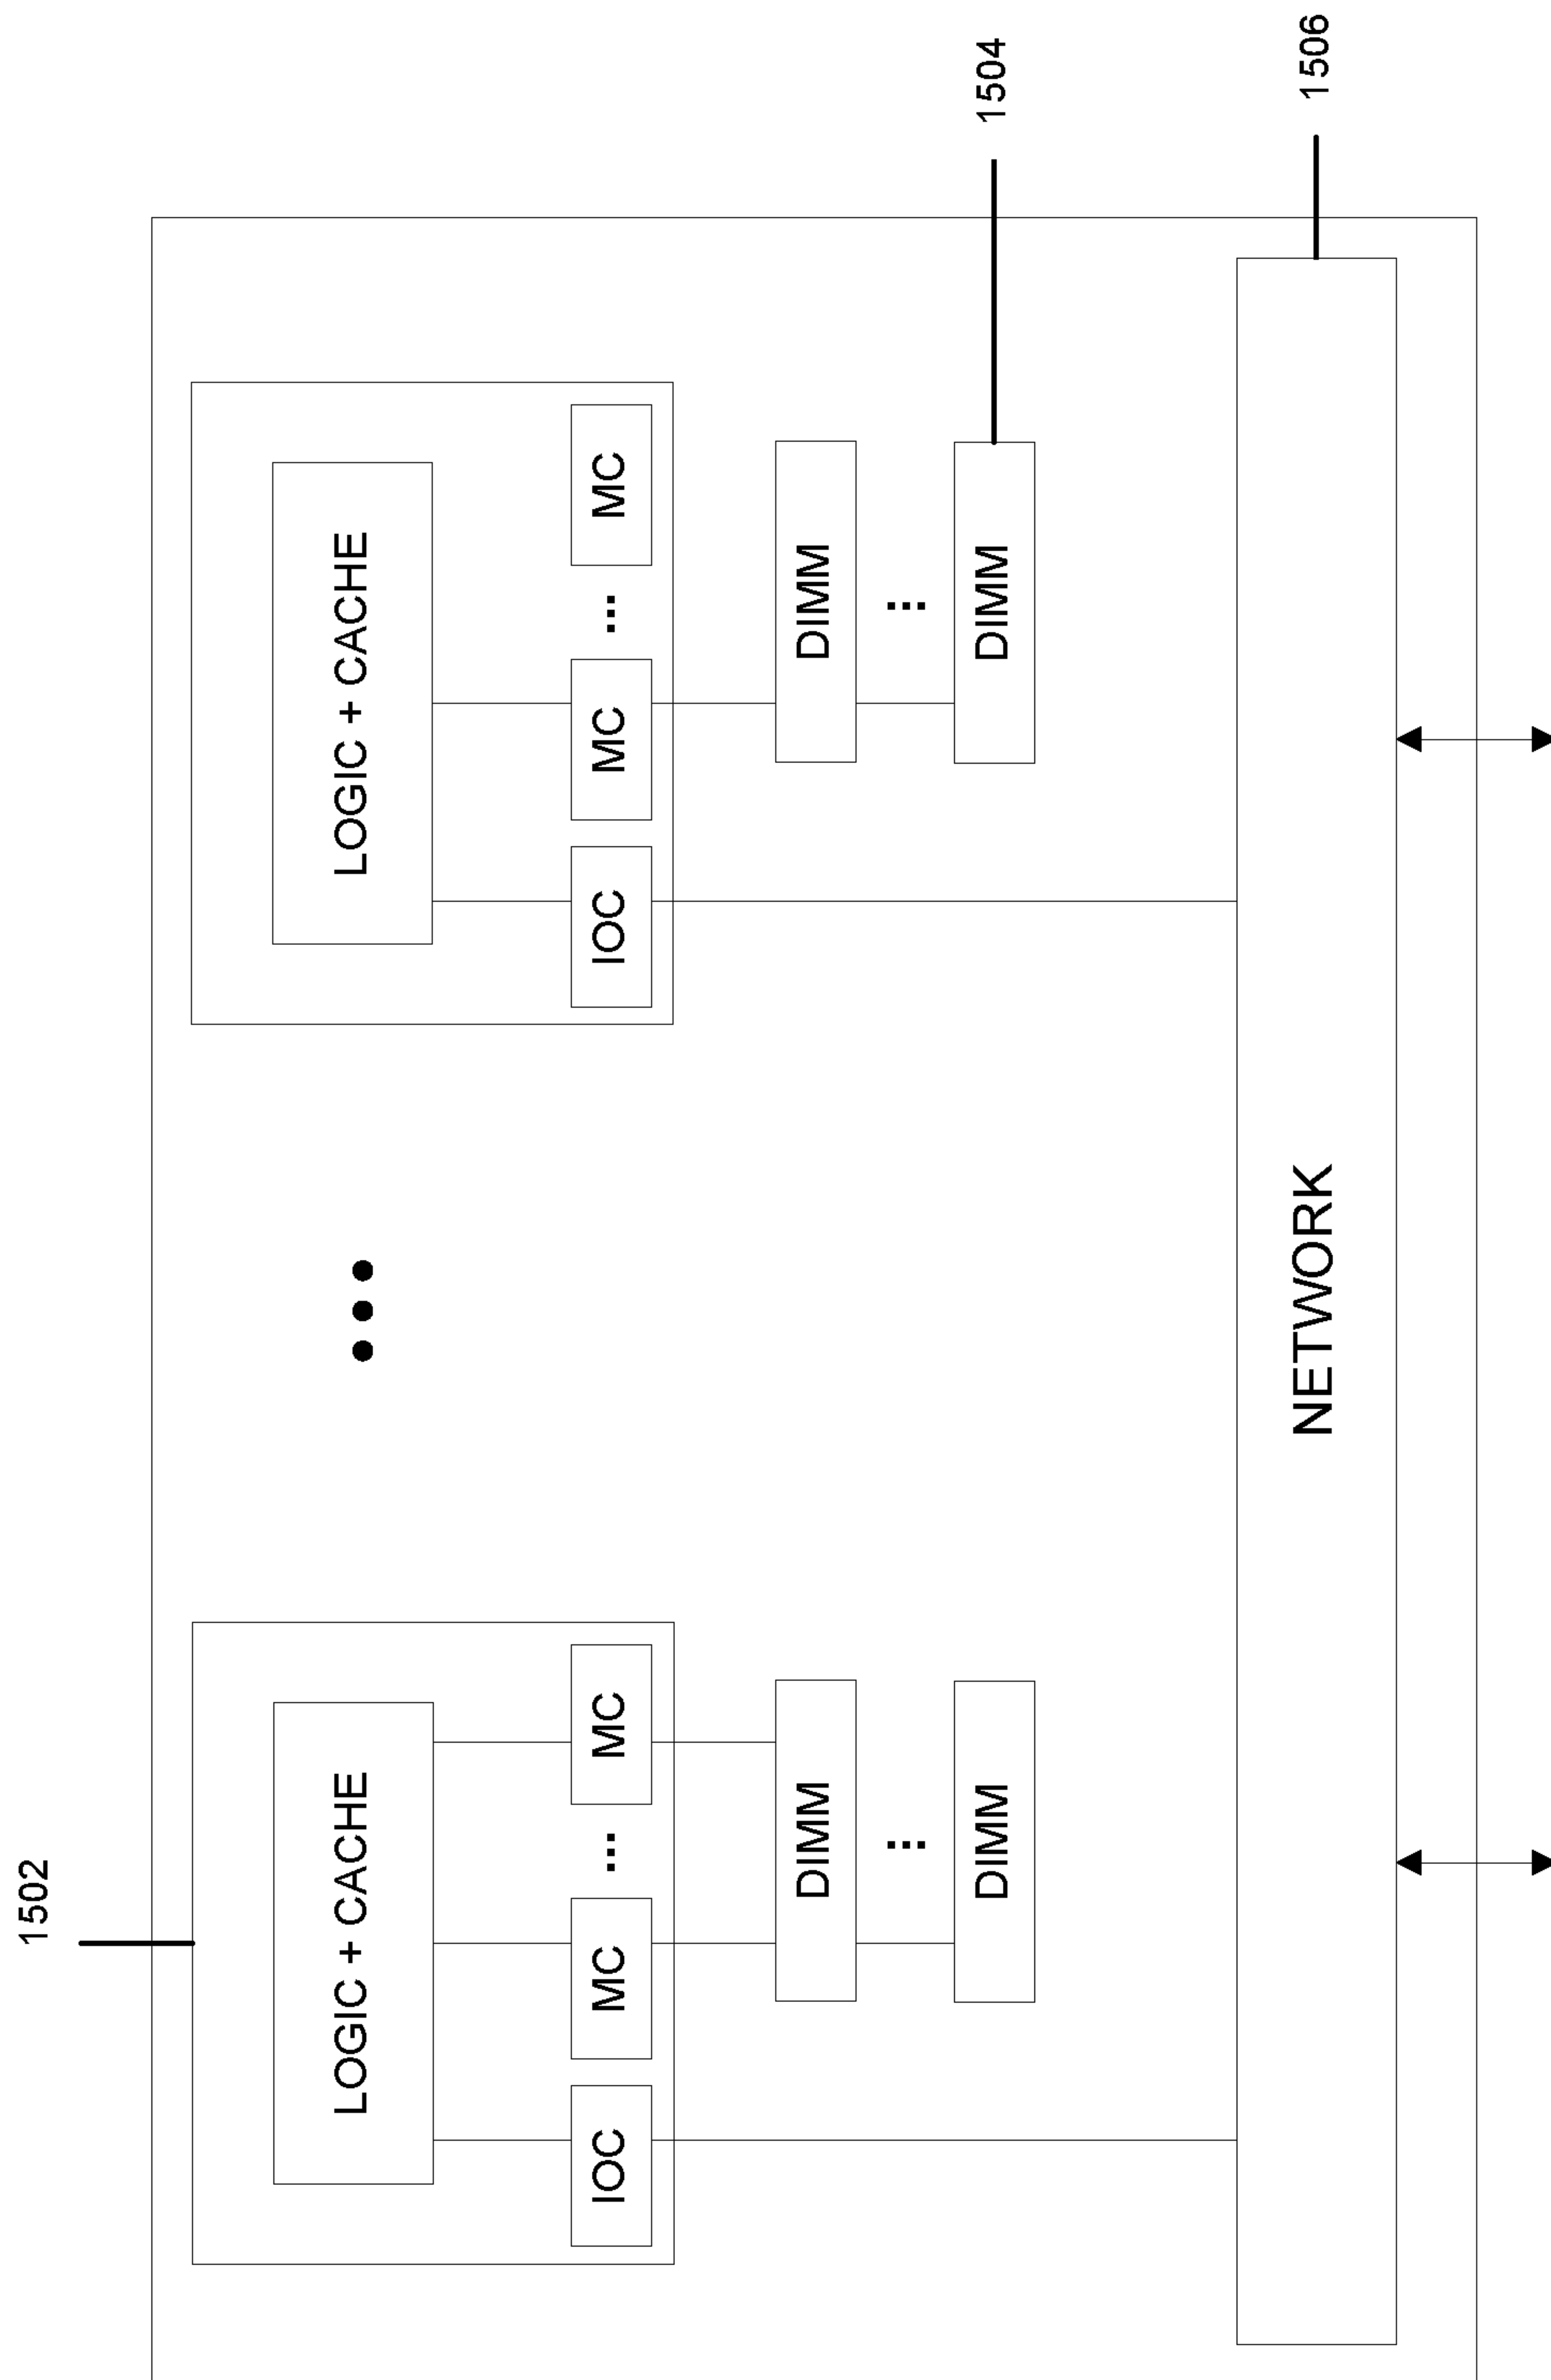 1502
LOGIC + CACHE
LOGIC + CACHE
IOC
MC
...
MC
IOC
MC
...
MC
DIMM
DIMM
DIMM
DIMM
1504
NETWORK
1506